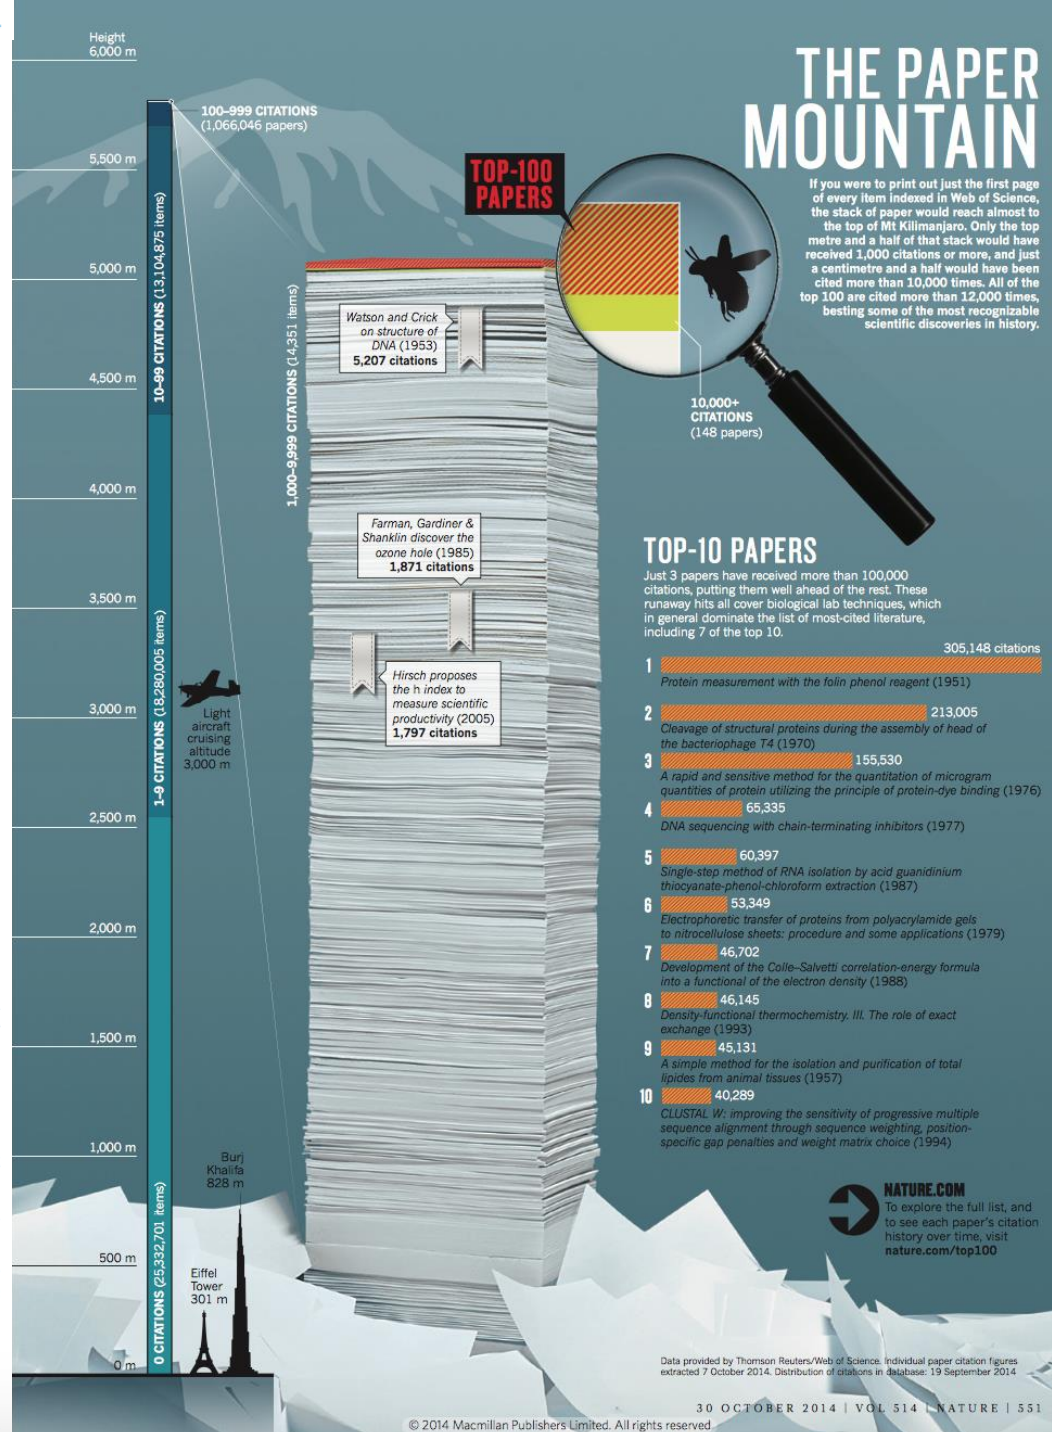 Height
6,000 m
5,500 m
5,000 m
4,500 m
4,000 m
3,500 m
3,000 m
2,500 m
2,000 m
1,500 m
1,000 m
500 m
0 m
100–999 CITATIONS
(1,066,046 papers)
10–99 CITATIONS (13,104,875 items)
1–9 CITATIONS (18,280,005 items)
0 CITATIONS (25,332,701 items)
Light
aircraft
cruising
altitude
3,000 m
Burj
Khalifa
828 m
Eiffel
Tower
301 m
1,000–9,999 CITATIONS (14,351 items)
TOP-100
PAPERS
Watson and Crick
on structure of
DNA (1953)
5,207 citations
Farman, Gardiner &
Shanklin discover the
ozone hole (1985)
1,871 citations
Hirsch proposes
the h index to
measure scientific
productivity (2005)
1,797 citations
10,000+
CITATIONS
(148 papers)
THE PAPER
MOUNTAIN
If you were to print out just the first page
of every item indexed in Web of Science,
the stack of paper would reach almost to
the top of Mt Kilimanjaro. Only the top
metre and a half of that stack would have
received 1,000 citations or more, and just
a centimetre and a half would have been
cited more than 10,000 times. All of the
top 100 are cited more than 12,000 times,
besting some of the most recognizable
scientific discoveries in history.
TOP-10 PAPERS
Just 3 papers have received more than 100,000
citations, putting them well ahead of the rest. These
runaway hits all cover biological lab techniques, which
in general dominate the list of most-cited literature,
including 7 of the top 10.
305,148 citations
1
Protein measurement with the folin phenol reagent (1951)
2
213,005
Cleavage of structural proteins during the assembly of head of
the bacteriophage T4 (1970)
3
155,530
A rapid and sensitive method for the quantitation of microgram
quantities of protein utilizing the principle of protein-dye binding (1976)
4
65,335
DNA sequencing with chain-terminating inhibitors (1977)
5
60,397
Single-step method of RNA isolation by acid guanidinium
thiocyanate-phenol-chloroform extraction (1987)
6
53,349
Electrophoretic transfer of proteins from polyacrylamide gels
to nitrocellulose sheets: procedure and some applications (1979)
7
46,702
Development of the Colle–Salvetti correlation-energy formula
into a functional of the electron density (1988)
8
46,145
Density-functional thermochemistry. III. The role of exact
exchange (1993)
9
45,131
A simple method for the isolation and purification of total
lipides from animal tissues (1957)
10
40,289
CLUSTAL W: improving the sensitivity of progressive multiple
sequence alignment through sequence weighting, position-
specific gap penalties and weight matrix choice (1994)
NATURE.COM
To explore the full list, and
to see each paper's citation
history over time, visit
nature.com/top100
Data provided by Thomson Reuters/Web of Science. Individual paper citation figures
extracted 7 October 2014. Distribution of citations in database: 19 September 2014
30 OCTOBER 2014 | VOL 514 | NATURE | 551
© 2014 Macmillan Publishers Limited. All rights reserved